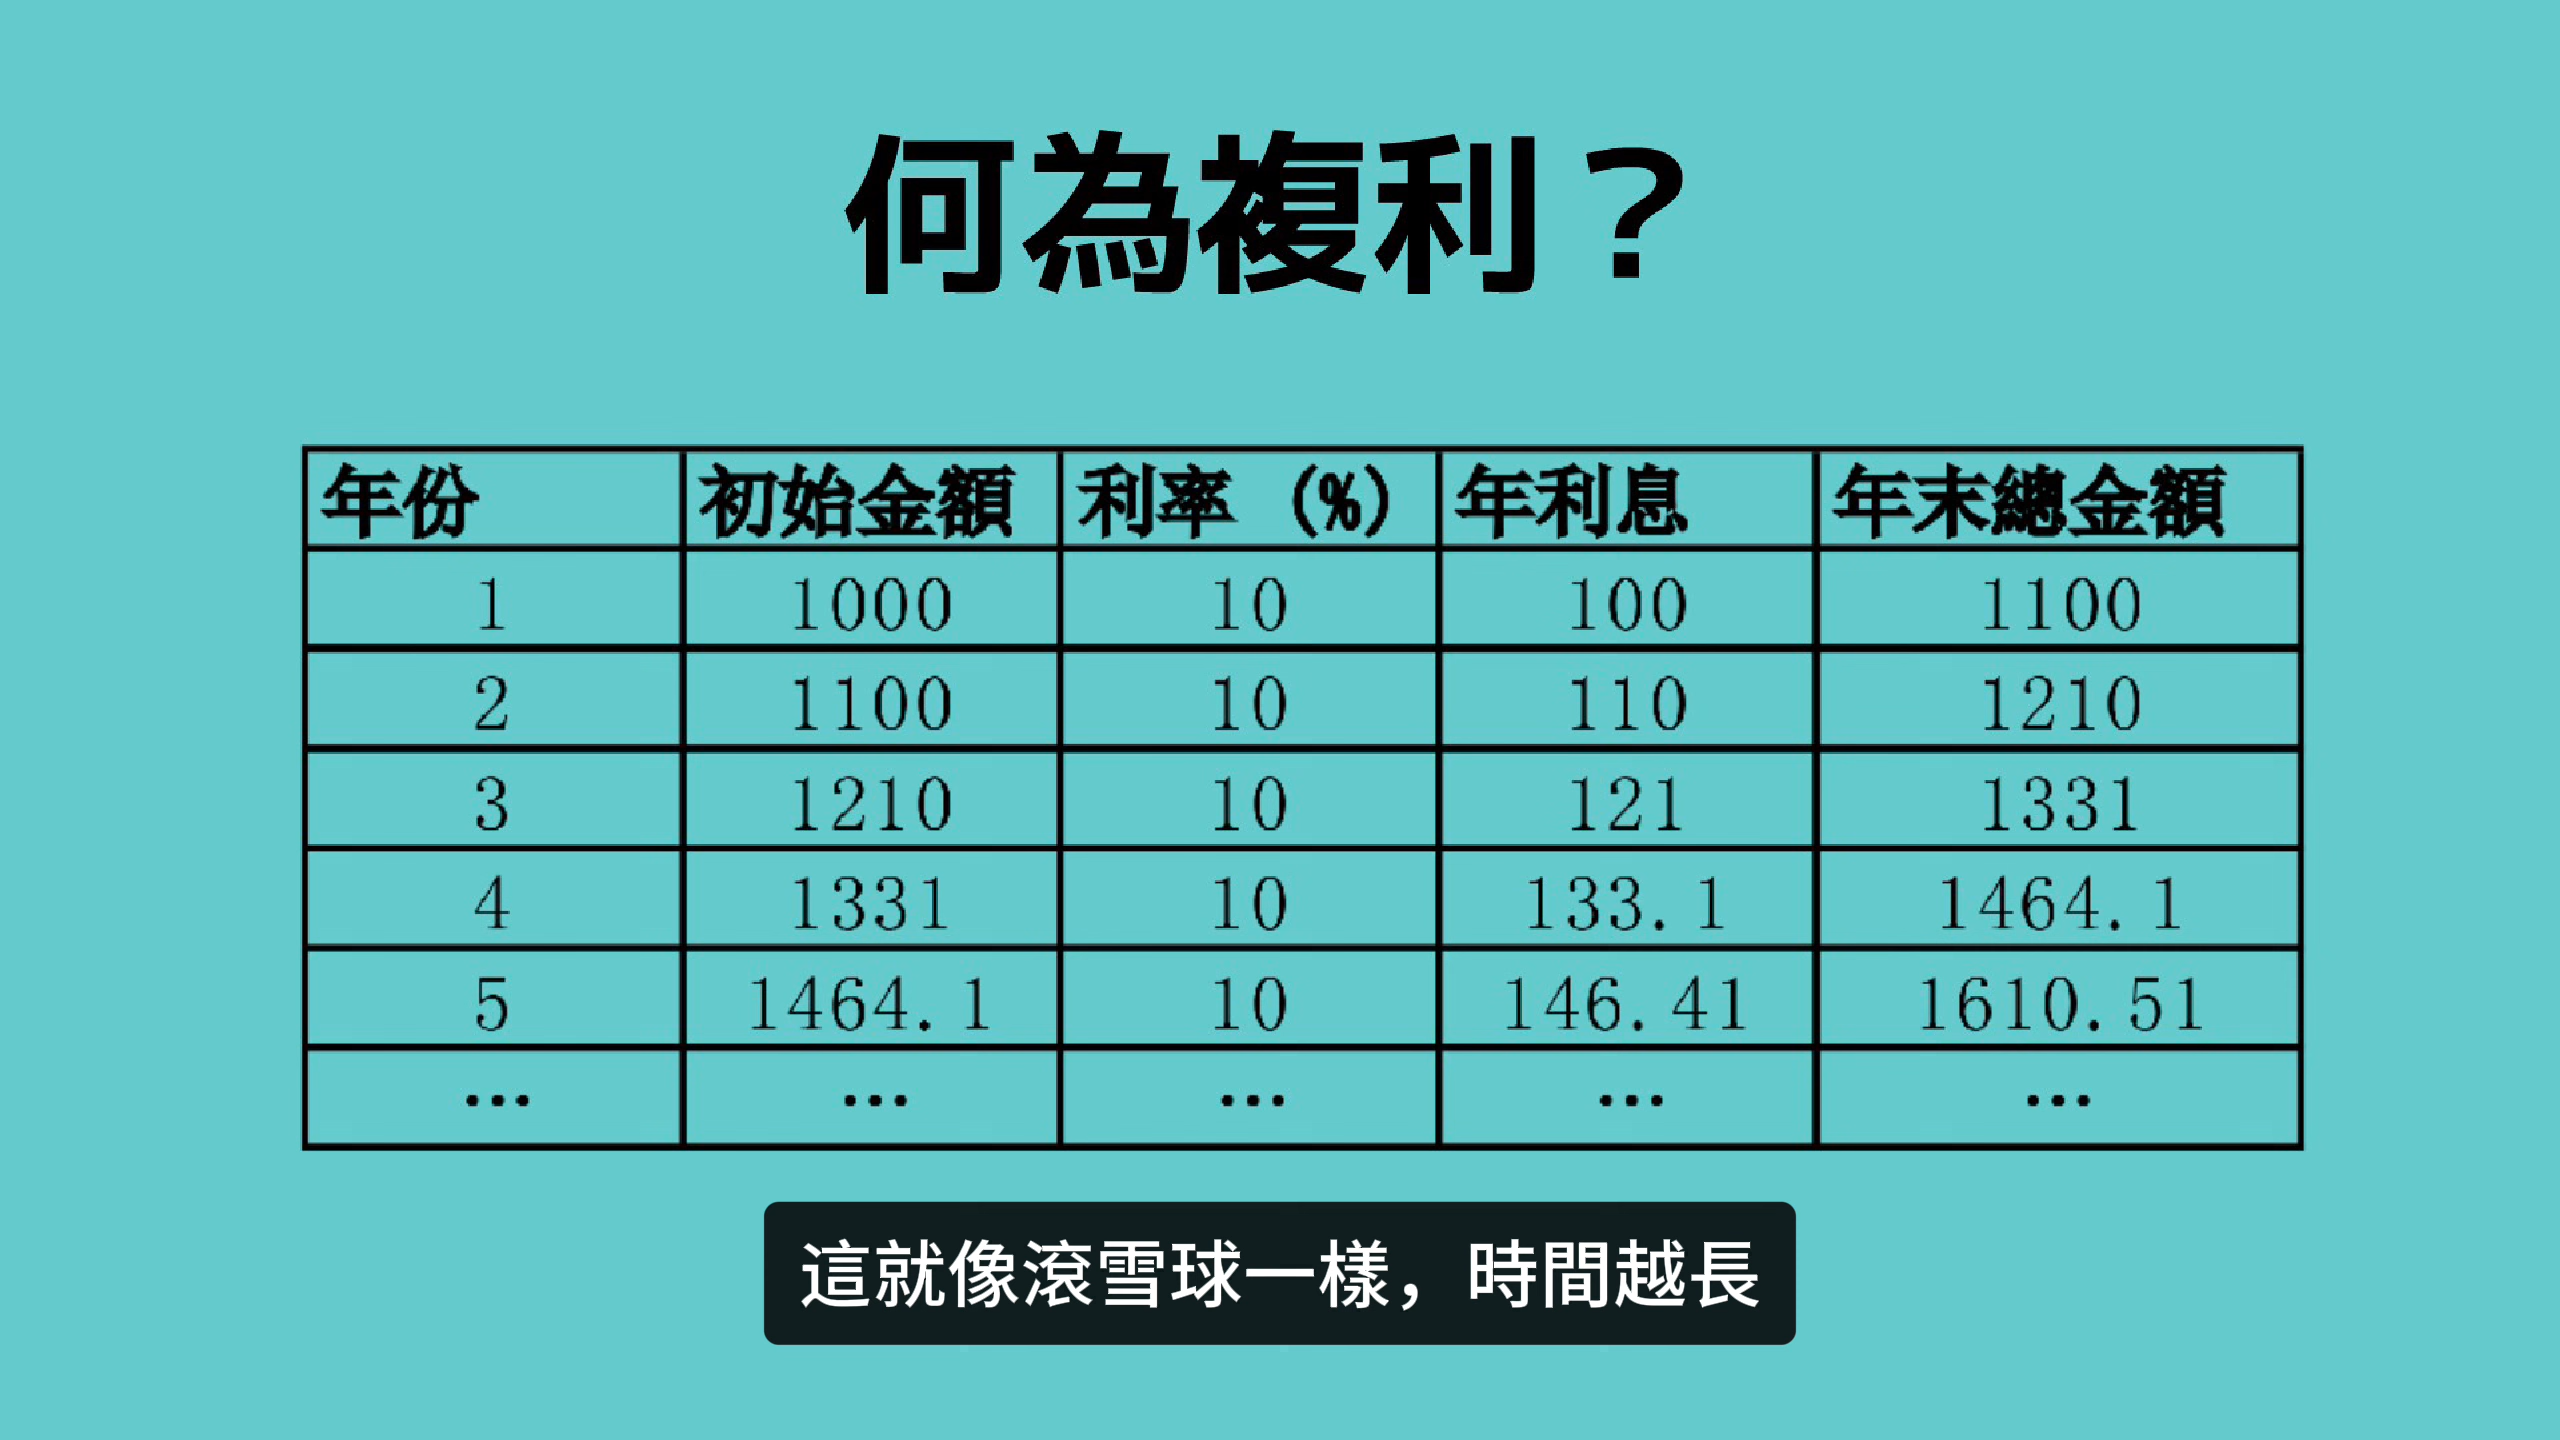 何為複利？
年份 初始金額 利率 (%) 年利息 年末總金額
1 1000 10 100 1100
2 1100 10 110 1210
3 1210 10 121 1331
4 1331 10 133.1 1464.1
5 1464.1 10 146.41 1610.51
… … … … …
這就像滾雪球一樣，時間越長